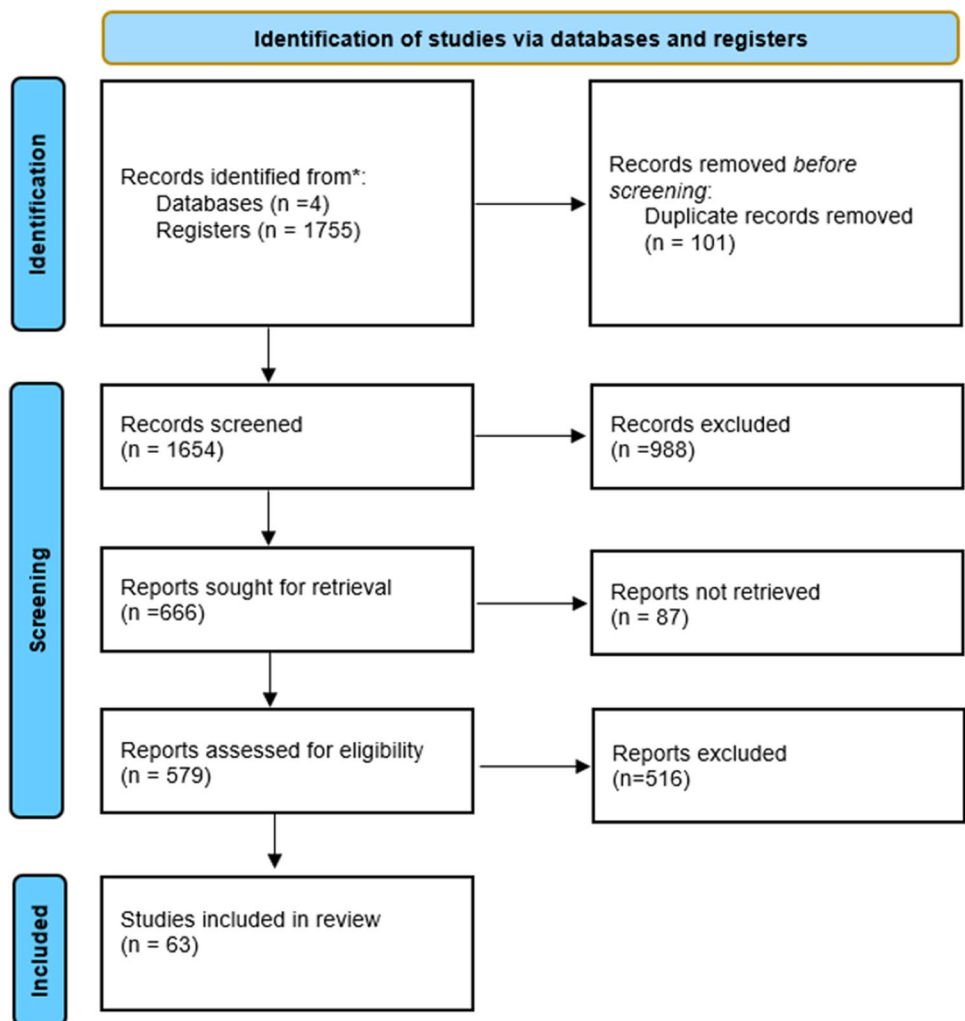 Identification of studies via databases and registers
Identification
Records identified from*:
Databases (n =4)
Registers (n = 1755)
Records removed before
screening:
Duplicate records removed
(n = 101)
Screening
Records screened
(n = 1654)
Records excluded
(n =988)
Reports sought for retrieval
(n =666)
Reports not retrieved
(n = 87)
Reports assessed for eligibility
(n = 579)
Reports excluded
(n=516)
Included
Studies included in review
(n = 63)